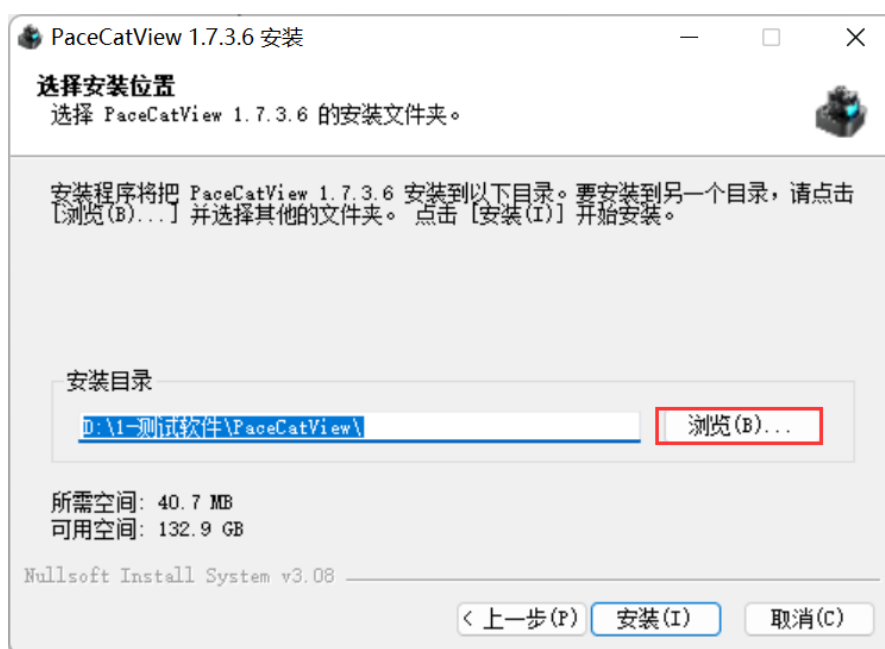 PaceCatView 1.7.3.6 安装
选择安装位置
选择 PaceCatView 1.7.3.6 的安装文件夹。
安装程序将把 PaceCatView 1.7.3.6 安装到以下目录。要安装到另一个目录，请点击
[浏览(B)...] 并选择其他的文件夹。 点击 [安装(I)] 开始安装。
安装目录
D:\1-测试软件\PaceCatView\
浏览(B)...
所需空间: 40.7 MB
可用空间: 132.9 GB
Nullsoft Install System v3.08
< 上一步(P)
安装(I)
取消(C)